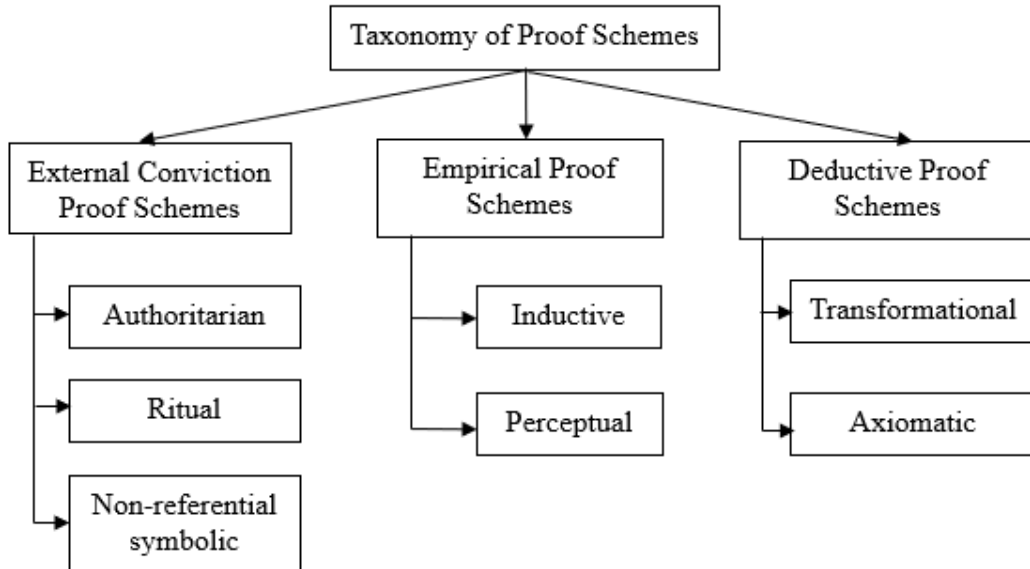 Taxonomy of Proof Schemes
External Conviction
Proof Schemes
Authoritarian
Ritual
Non-referential
symbolic
Empirical Proof
Schemes
Inductive
Perceptual
Deductive Proof
Schemes
Transformational
Axiomatic